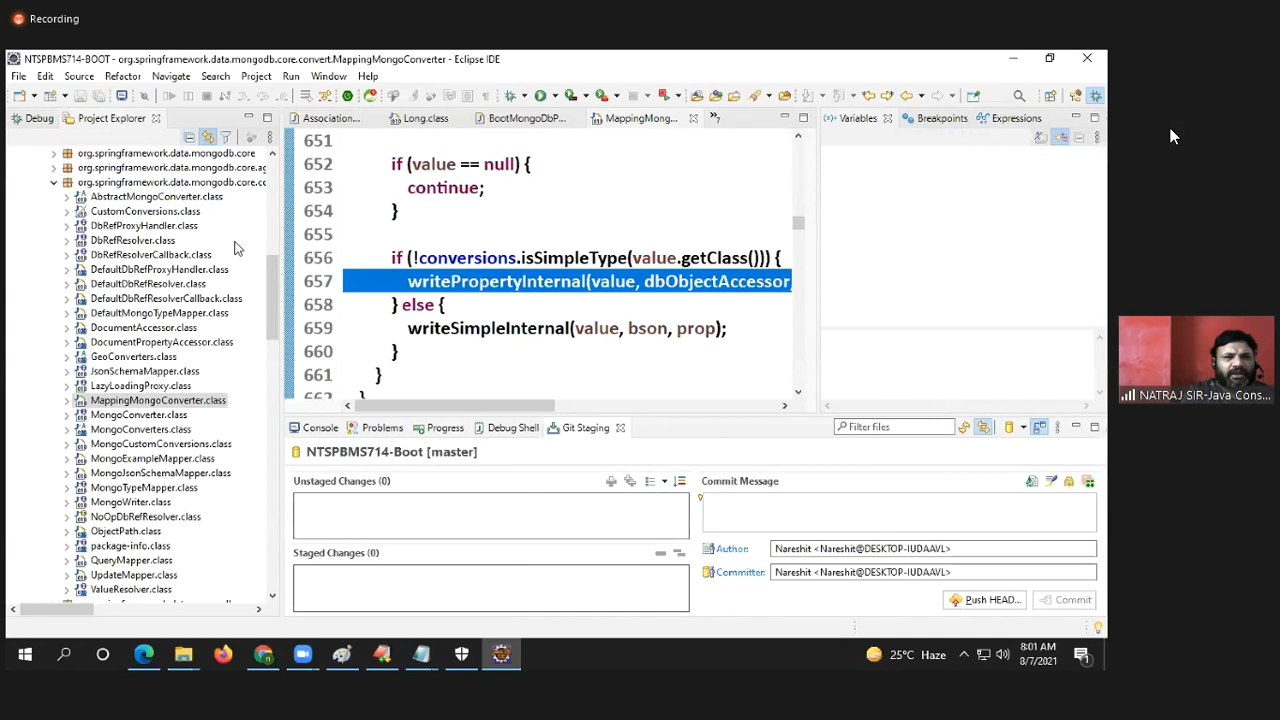 Recording
NTSPBMS714-BOOT - org.springframework.data.mongodb.core.convert.MappingMongoConverter - Eclipse IDE
File Edit Source Refactor Navigate Search Project Run Window Help
Debug Project Explorer
Association... Long.class BootMongoDbP... MappingMong... 
Variables Breakpoints Expressions
org.springframework.data.mongodb.core
org.springframework.data.mongodb.core.ag
org.springframework.data.mongodb.core.cc
AbstractMongoConverter.class
CustomConversions.class
DbRefProxyHandler.class
DbRefResolver.class
DbRefResolverCallback.class
DefaultDbRefProxyHandler.class
DefaultDbRefResolver.class
DefaultDbRefResolverCallback.class
DefaultMongoTypeMapper.class
DocumentAccessor.class
DocumentPropertyAccessor.class
GeoConverters.class
JsonSchemaMapper.class
LazyLoadingProxy.class
MappingMongoConverter.class
MongoConverter.class
MongoConverters.class
MongoCustomConversions.class
MongoExampleMapper.class
MongoJsonSchemaMapper.class
MongoTypeMapper.class
MongoWriter.class
NoOpDbRefResolver.class
ObjectPath.class
package-info.class
QueryMapper.class
UpdateMapper.class
ValueResolver.class
651
652 if (value == null) {
653 continue;
654 }
655
656 if (!conversions.isSimpleType(value.getClass())) {
657 writePropertyInternal(value, dbObjectAccessor,
658 } else {
659 writeSimpleInternal(value, bson, prop);
660 }
661 }
662 }
Console Problems Progress Debug Shell Git Staging
Filter files
NTSPBMS714-Boot [master]
Unstaged Changes (0)
Staged Changes (0)
Commit Message
Author: Nareshit <Nareshit@DESKTOP-IUDAAVL>
Committer: Nareshit <Nareshit@DESKTOP-IUDAAVL>
Push HEAD... Commit
NATRAJ SIR-Java Cons...
25°C Haze
8:01 AM
8/7/2021
1